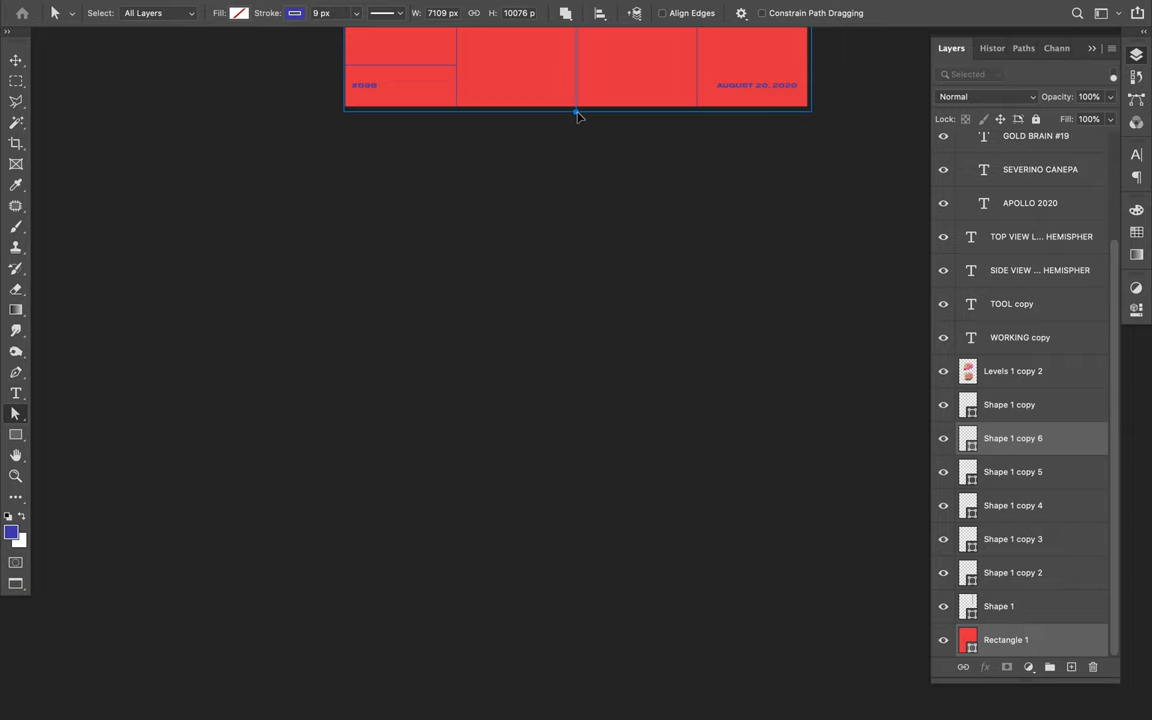 Select: All Layers Fill: Stroke: 9 px W: 7109 px H: 10076 p Align Edges Constrain Path Dragging
Layers Histor Paths Chann
Selected
Normal Opacity: 100%
Lock: Fill: 100%
GOLD BRAIN #19
SEVERINO CANEPA
APOLLO 2020
TOP VIEW L... HEMISPHER
SIDE VIEW ... HEMISPHER
TOOL copy
WORKING copy
Levels 1 copy 2
Shape 1 copy
Shape 1 copy 6
Shape 1 copy 5
Shape 1 copy 4
Shape 1 copy 3
Shape 1 copy 2
Shape 1
Rectangle 1
AUGUST 20, 2020